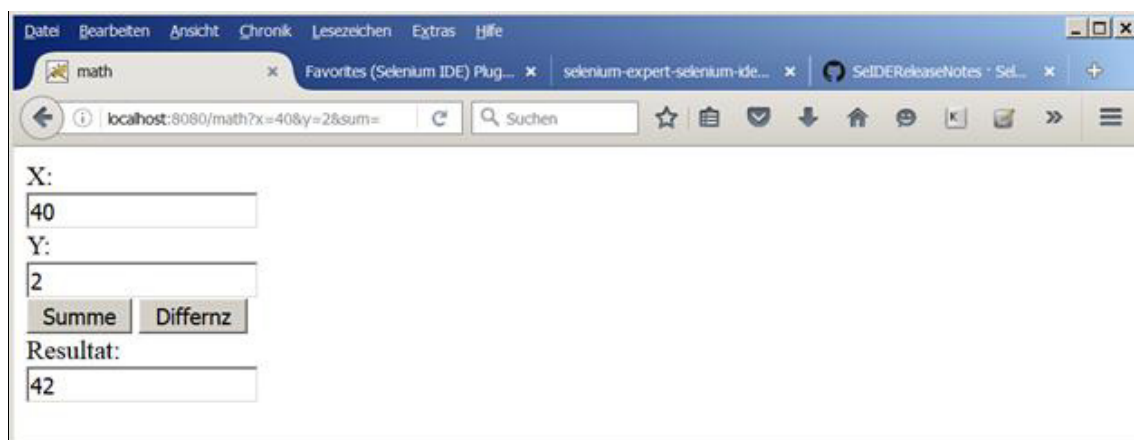 Datei Bearbeiten Ansicht Chronik Lesezeichen Extras Hilfe
math Favorites (Selenium IDE) Plug... selenium-expert-selenium-ide... SeIDEReleaseNotes · Sel...
localhost:8080/math?x=40&y=2&sum= Suchen
X:
40
Y:
2
Summe Differnz
Resultat:
42